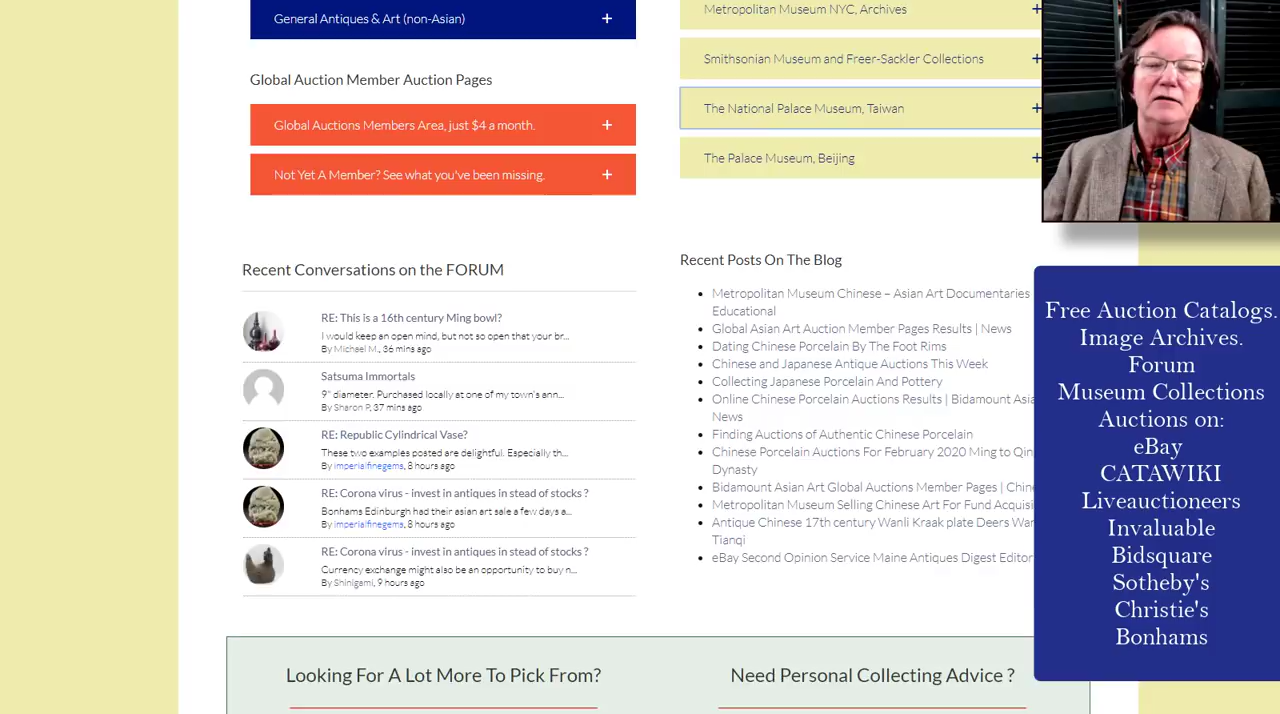 General Antiques & Art (non-Asian)
Global Auction Member Auction Pages
Global Auctions Members Area, just $4 a month.
Not Yet A Member? See what you've been missing.
Metropolitan Museum NYC, Archives
Smithsonian Museum and Freer-Sackler Collections
The National Palace Museum, Taiwan
The Palace Museum, Beijing
Recent Conversations on the FORUM
RE: This is a 16th century Ming bowl?
I would keep an open mind, but not so open that your br...
By Michael M., 36 mins ago
Satsuma Immortals
9" diameter. Purchased locally at one of my town's ann...
By Sharon P, 37 mins ago
RE: Republic Cylindrical Vase?
These two examples posted are delightful. Especially th...
By imperialfinegems, 8 hours ago
RE: Corona virus - invest in antiques in stead of stocks ?
Bonhams Edinburgh had their asian art sale a few days a...
By imperialfinegems, 8 hours ago
RE: Corona virus - invest in antiques in stead of stocks ?
Currency exchange might also be an opportunity to buy n...
By Shinigami, 9 hours ago
Recent Posts On The Blog
Metropolitan Museum Chinese – Asian Art Documentaries
Educational
Global Asian Art Auction Member Pages Results | News
Dating Chinese Porcelain By The Foot Rims
Chinese and Japanese Antique Auctions This Week
Collecting Japanese Porcelain And Pottery
Online Chinese Porcelain Auctions Results | Bidamount Asia
News
Finding Auctions of Authentic Chinese Porcelain
Chinese Porcelain Auctions For February 2020 Ming to Qin
Dynasty
Bidamount Asian Art Global Auctions Member Pages | Chin
Metropolitan Museum Selling Chinese Art For Fund Acquisi
Antique Chinese 17th century Wanli Kraak plate Deers Wan
Tianqi
eBay Second Opinion Service Maine Antiques Digest Editor
Free Auction Catalogs.
Image Archives.
Forum
Museum Collections
Auctions on:
eBay
CATAWIKI
Liveauctioneers
Invaluable
Bidsquare
Sotheby's
Christie's
Bonhams
Looking For A Lot More To Pick From?
Need Personal Collecting Advice ?